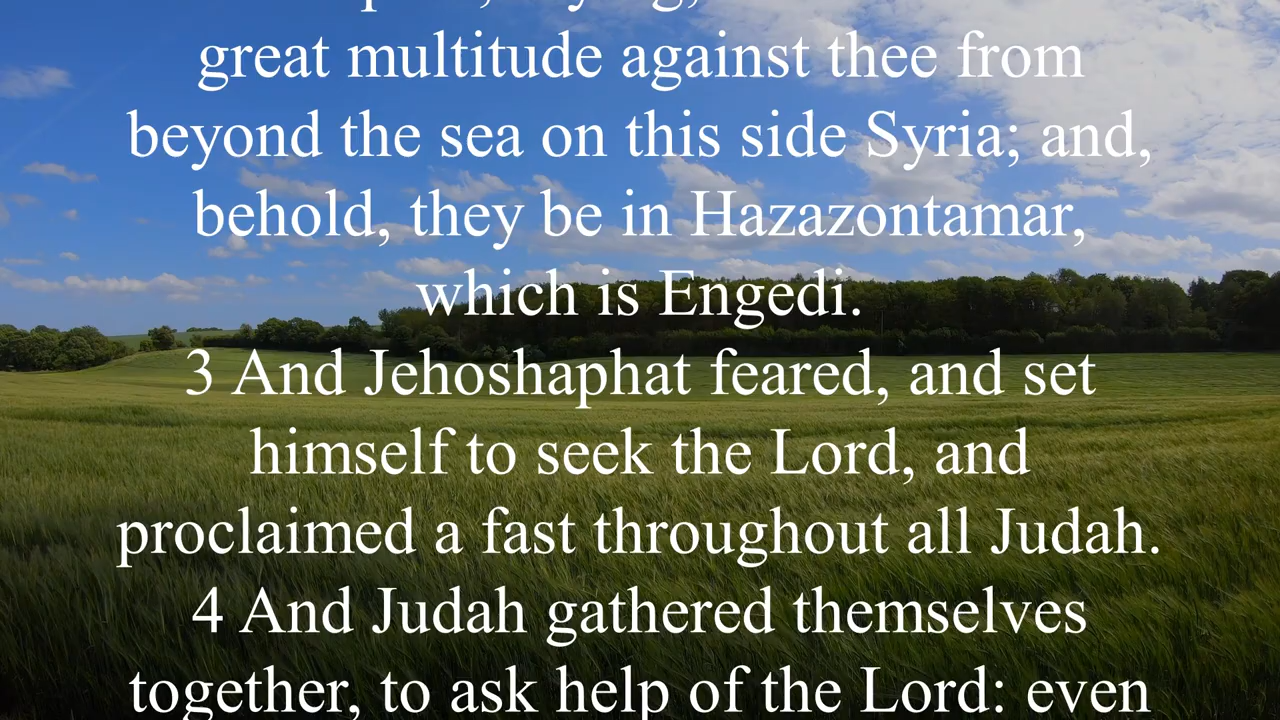 great multitude against thee from
beyond the sea on this side Syria; and,
behold, they be in Hazazontamar,
which is Engedi.
3 And Jehoshaphat feared, and set
himself to seek the Lord, and
proclaimed a fast throughout all Judah.
4 And Judah gathered themselves
together, to ask help of the Lord: even